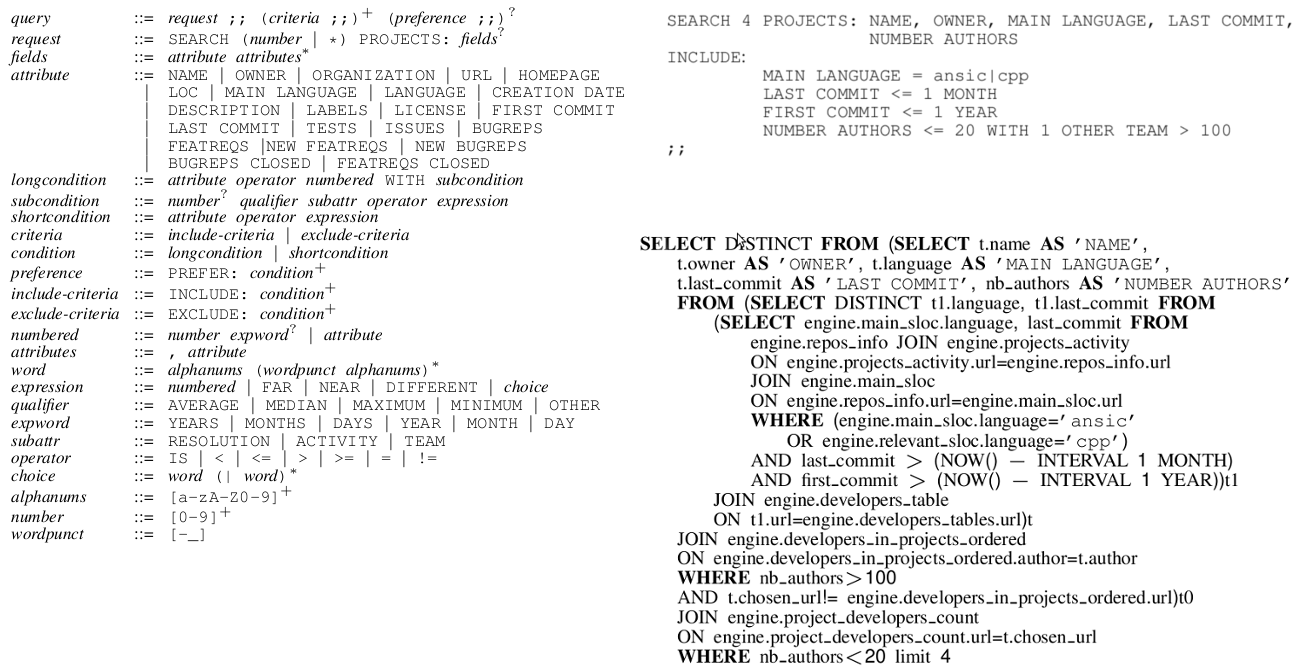 query ::= request ;; (criteria ;;)+ (preference ;;)?
request ::= SEARCH (number | *) PROJECTS: fields?
fields ::= attribute attributes*
attribute ::= NAME | OWNER | ORGANIZATION | URL | HOMEPAGE
| LOC | MAIN LANGUAGE | LANGUAGE | CREATION DATE
| DESCRIPTION | LABELS | LICENSE | FIRST COMMIT
| LAST COMMIT | TESTS | ISSUES | BUGREPS
| FEATREQS |NEW FEATREQS | NEW BUGREPS
| BUGREPS CLOSED | FEATREQS CLOSED
longcondition ::= attribute operator numbered WITH subcondition
subcondition ::= number? qualifier subattr operator expression
shortcondition ::= attribute operator expression
criteria ::= include-criteria | exclude-criteria
condition ::= longcondition | shortcondition
preference ::= PREFER: condition+
include-criteria ::= INCLUDE: condition+
exclude-criteria ::= EXCLUDE: condition+
numbered ::= number expword? | attribute
attributes ::= , attribute
word ::= alphanums (wordpunct alphanums)*
expression ::= numbered | FAR | NEAR | DIFFERENT | choice
qualifier ::= AVERAGE | MEDIAN | MAXIMUM | MINIMUM | OTHER
expword ::= YEARS | MONTHS | DAYS | YEAR | MONTH | DAY
subattr ::= RESOLUTION | ACTIVITY | TEAM
operator ::= IS | < | <= | > | >= | = | !=
choice ::= word (| word)*
alphanums ::= [a-zA-Z0-9]+
number ::= [0-9]+
wordpunct ::= [-_]
SEARCH 4 PROJECTS: NAME, OWNER, MAIN LANGUAGE, LAST COMMIT,
NUMBER AUTHORS
INCLUDE:
MAIN LANGUAGE = ansic|cpp
LAST COMMIT <= 1 MONTH
FIRST COMMIT <= 1 YEAR
NUMBER AUTHORS <= 20 WITH 1 OTHER TEAM > 100
;;
SELECT DISTINCT FROM (SELECT t.name AS 'NAME',
t.owner AS 'OWNER', t.language AS 'MAIN LANGUAGE',
t.last_commit AS 'LAST COMMIT', nb_authors AS 'NUMBER AUTHORS'
FROM (SELECT DISTINCT t1.language, t1.last_commit FROM
(SELECT engine.main_sloc.language, last_commit FROM
engine.repos_info JOIN engine.projects_activity
ON engine.projects_activity.url=engine.repos_info.url
JOIN engine.main_sloc
ON engine.repos_info.url=engine.main_sloc.url
WHERE (engine.main_sloc.language='ansic'
OR engine.relevant_sloc.language='cpp')
AND last_commit > (NOW() − INTERVAL 1 MONTH)
AND first_commit > (NOW() − INTERVAL 1 YEAR))t1
JOIN engine.developers_table
ON t1.url=engine.developers_tables.url)t
JOIN engine.developers_in_projects_ordered
ON engine.developers_in_projects_ordered.author=t.author
WHERE nb_authors>100
AND t.chosen_url!= engine.developers_in_projects_ordered.url)t0
JOIN engine.project_developers_count
ON engine.project_developers_count.url=t.chosen_url
WHERE nb_authors<20 limit 4